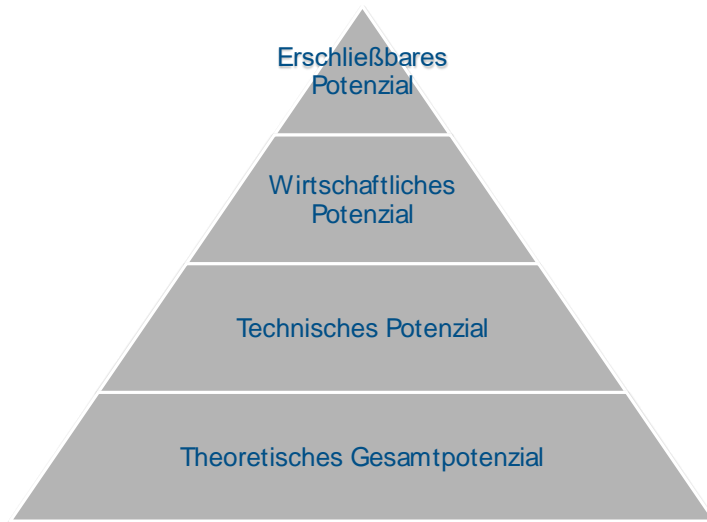 Erschließbares
Potenzial
Wirtschaftliches
Potenzial
Technisches Potenzial
Theoretisches Gesamtpotenzial